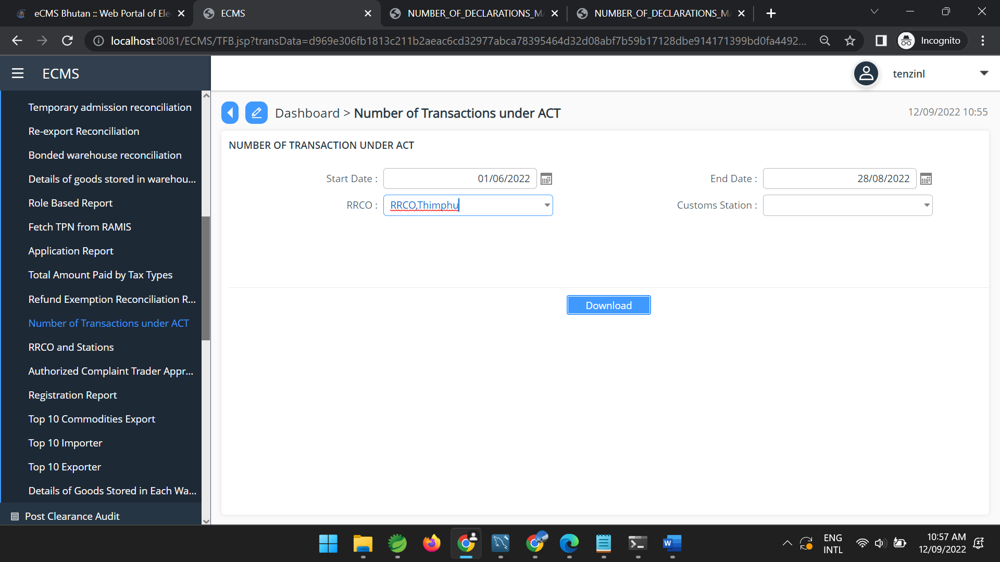 eCMS Bhutan :: Web Portal of Ele
ECMS
NUMBER_OF_DECLARATIONS_MA
NUMBER_OF_DECLARATIONS_MA
localhost:8081/ECMS/TFB.jsp?transData=d969e306fb1813c211b2aeac6cd32977abca78395464d32d08abf7b59b17128dbe914171399bd0fa4492...
Incognito
ECMS
tenzinl
Temporary admission reconciliation
Re-export Reconciliation
Bonded warehouse reconciliation
Details of goods stored in warehou...
Role Based Report
Fetch TPN from RAMIS
Application Report
Total Amount Paid by Tax Types
Refund Exemption Reconciliation R...
Number of Transactions under ACT
RRCO and Stations
Authorized Complaint Trader Appr...
Registration Report
Top 10 Commodities Export
Top 10 Importer
Top 10 Exporter
Details of Goods Stored in Each Wa...
Post Clearance Audit
Dashboard > Number of Transactions under ACT
12/09/2022 10:55
NUMBER OF TRANSACTION UNDER ACT
Start Date : 01/06/2022
End Date : 28/08/2022
RRCO : RRCO,Thimphu
Customs Station :
Download
ENG
INTL
10:57 AM
12/09/2022